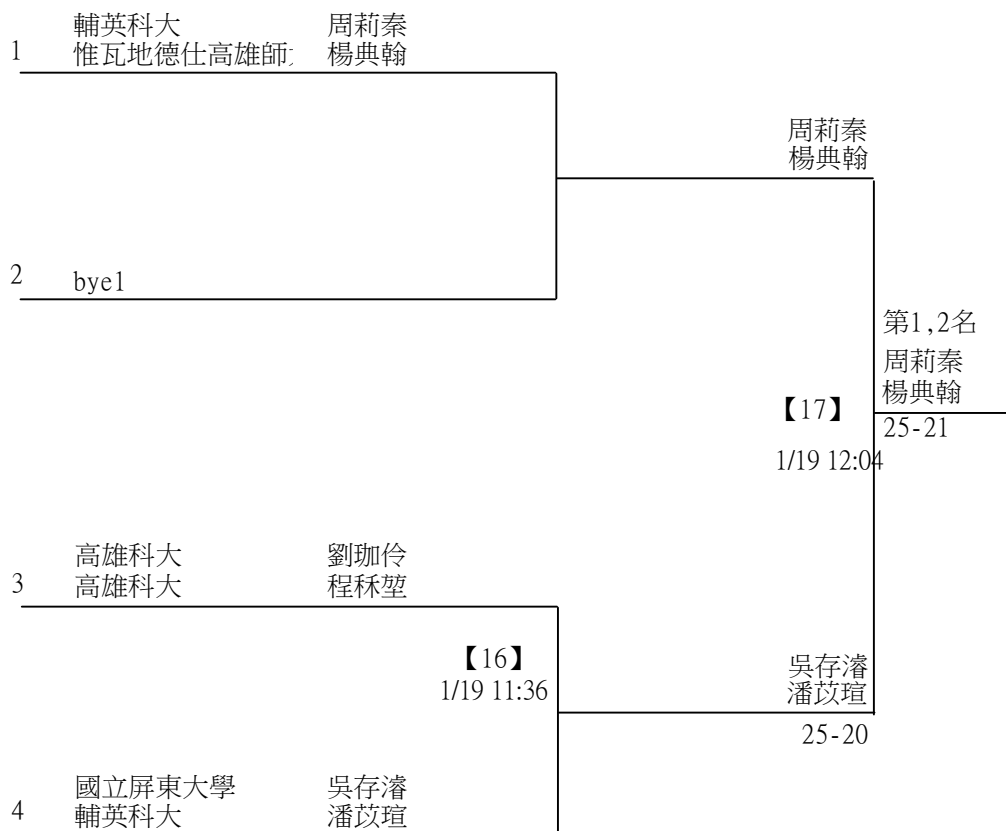 輔英科大 周莉秦
1 惟瓦地德仕高雄師 楊典翰
周莉秦
楊典翰
2 bye1
第1,2名
周莉秦
楊典翰
【17】
25-21
1/19 12:04
高雄科大 劉珈伶
3 高雄科大 程秝堃
【16】
1/19 11:36
吳存濬
潘苡瑄
25-20
國立屏東大學 吳存濬
4 輔英科大 潘苡瑄